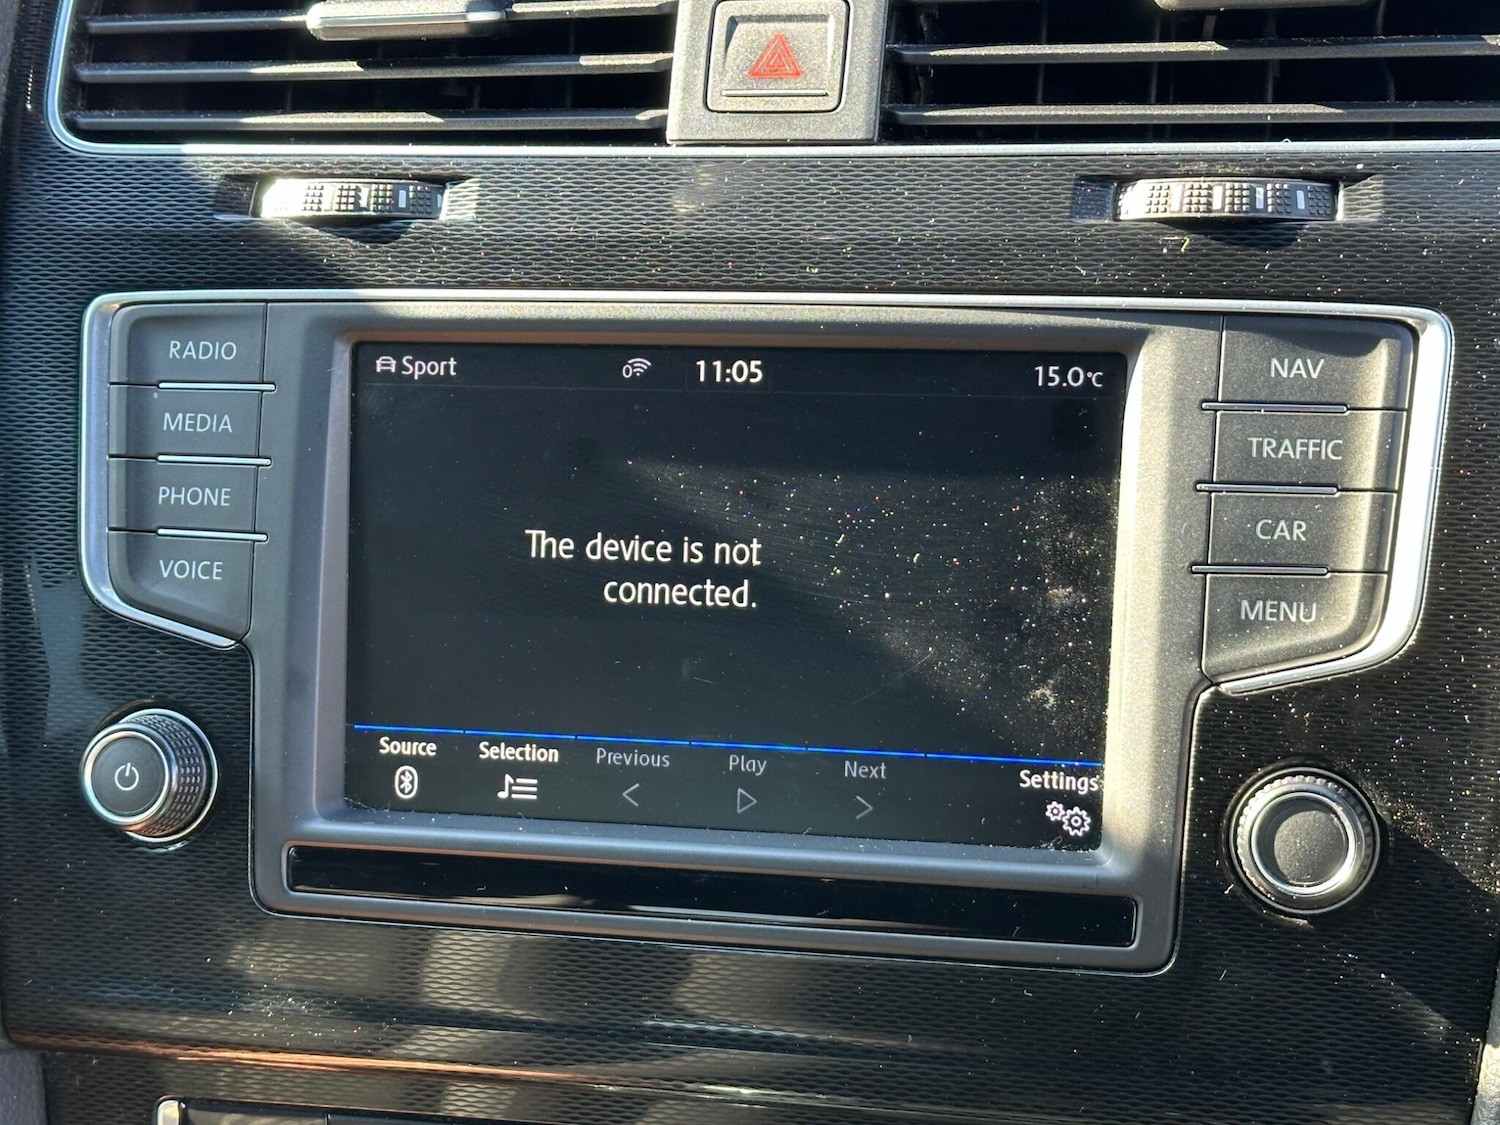 RADIO
MEDIA
PHONE
VOICE
Sport 0 11:05 15.0°C
The device is not
connected.
Source Selection Previous Play Next Settings
NAV
TRAFFIC
CAR
MENU